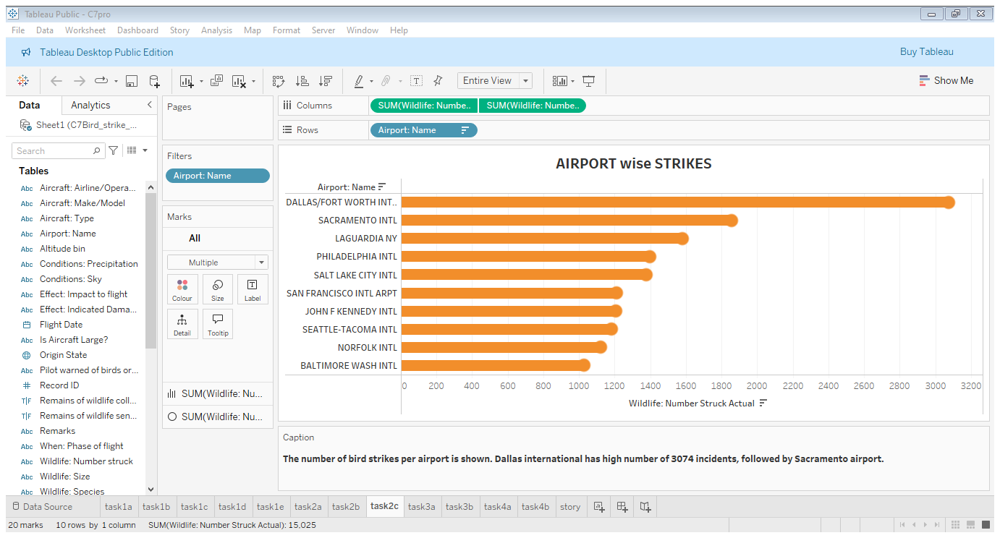 Tableau Public - C7pro
File Data Worksheet Dashboard Story Analysis Map Format Server Window Help
Tableau Desktop Public Edition
Buy Tableau
Entire View
Show Me
Data
Analytics
Sheet1 (C7Bird_strike_...
Search
Tables
Abc Aircraft: Airline/Opera...
Abc Aircraft: Make/Model
Abc Aircraft: Type
Abc Airport: Name
Abc Altitude bin
Abc Conditions: Precipitation
Abc Conditions: Sky
Abc Effect: Impact to flight
Abc Effect: Indicated Dama...
Flight Date
Abc Is Aircraft Large?
Origin State
Abc Pilot warned of birds or...
# Record ID
T|F Remains of wildlife coll...
T|F Remains of wildlife sen...
Abc Remarks
Abc When: Phase of flight
Abc Wildlife: Number struck
Abc Wildlife: Size
Abc Wildlife: Species
Pages
Filters
Airport: Name
Marks
All
Multiple
Colour Size Label
Detail Tooltip
SUM(Wildlife: Nu...
SUM(Wildlife: Nu...
Columns
SUM(Wildlife: Numbe.. SUM(Wildlife: Numbe..
Rows
Airport: Name
AIRPORT wise STRIKES
Airport: Name
DALLAS/FORT WORTH INT..
SACRAMENTO INTL
LAGUARDIA NY
PHILADELPHIA INTL
SALT LAKE CITY INTL
SAN FRANCISCO INTL ARPT
JOHN F KENNEDY INTL
SEATTLE-TACOMA INTL
NORFOLK INTL
BALTIMORE WASH INTL
0 200 400 600 800 1000 1200 1400 1600 1800 2000 2200 2400 2600 2800 3000 3200
Wildlife: Number Struck Actual
Caption
The number of bird strikes per airport is shown. Dallas international has high number of 3074 incidents, followed by Sacramento airport.
Data Source task1a task1b task1c task1d task1e task2a task2b task2c task3a task3b task4a task4b story
20 marks 10 rows by 1 column SUM(Wildlife: Number Struck Actual): 15,025